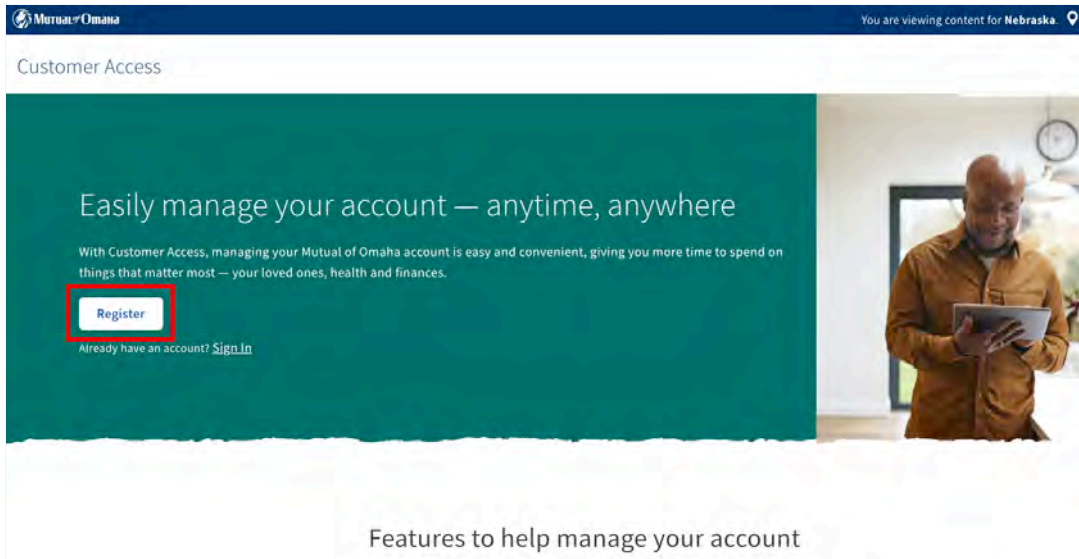 Mutual of Omaha
You are viewing content for Nebraska.
Customer Access
Easily manage your account — anytime, anywhere
With Customer Access, managing your Mutual of Omaha account is easy and convenient, giving you more time to spend on
things that matter most — your loved ones, health and finances.
Register
Already have an account? Sign In
Features to help manage your account